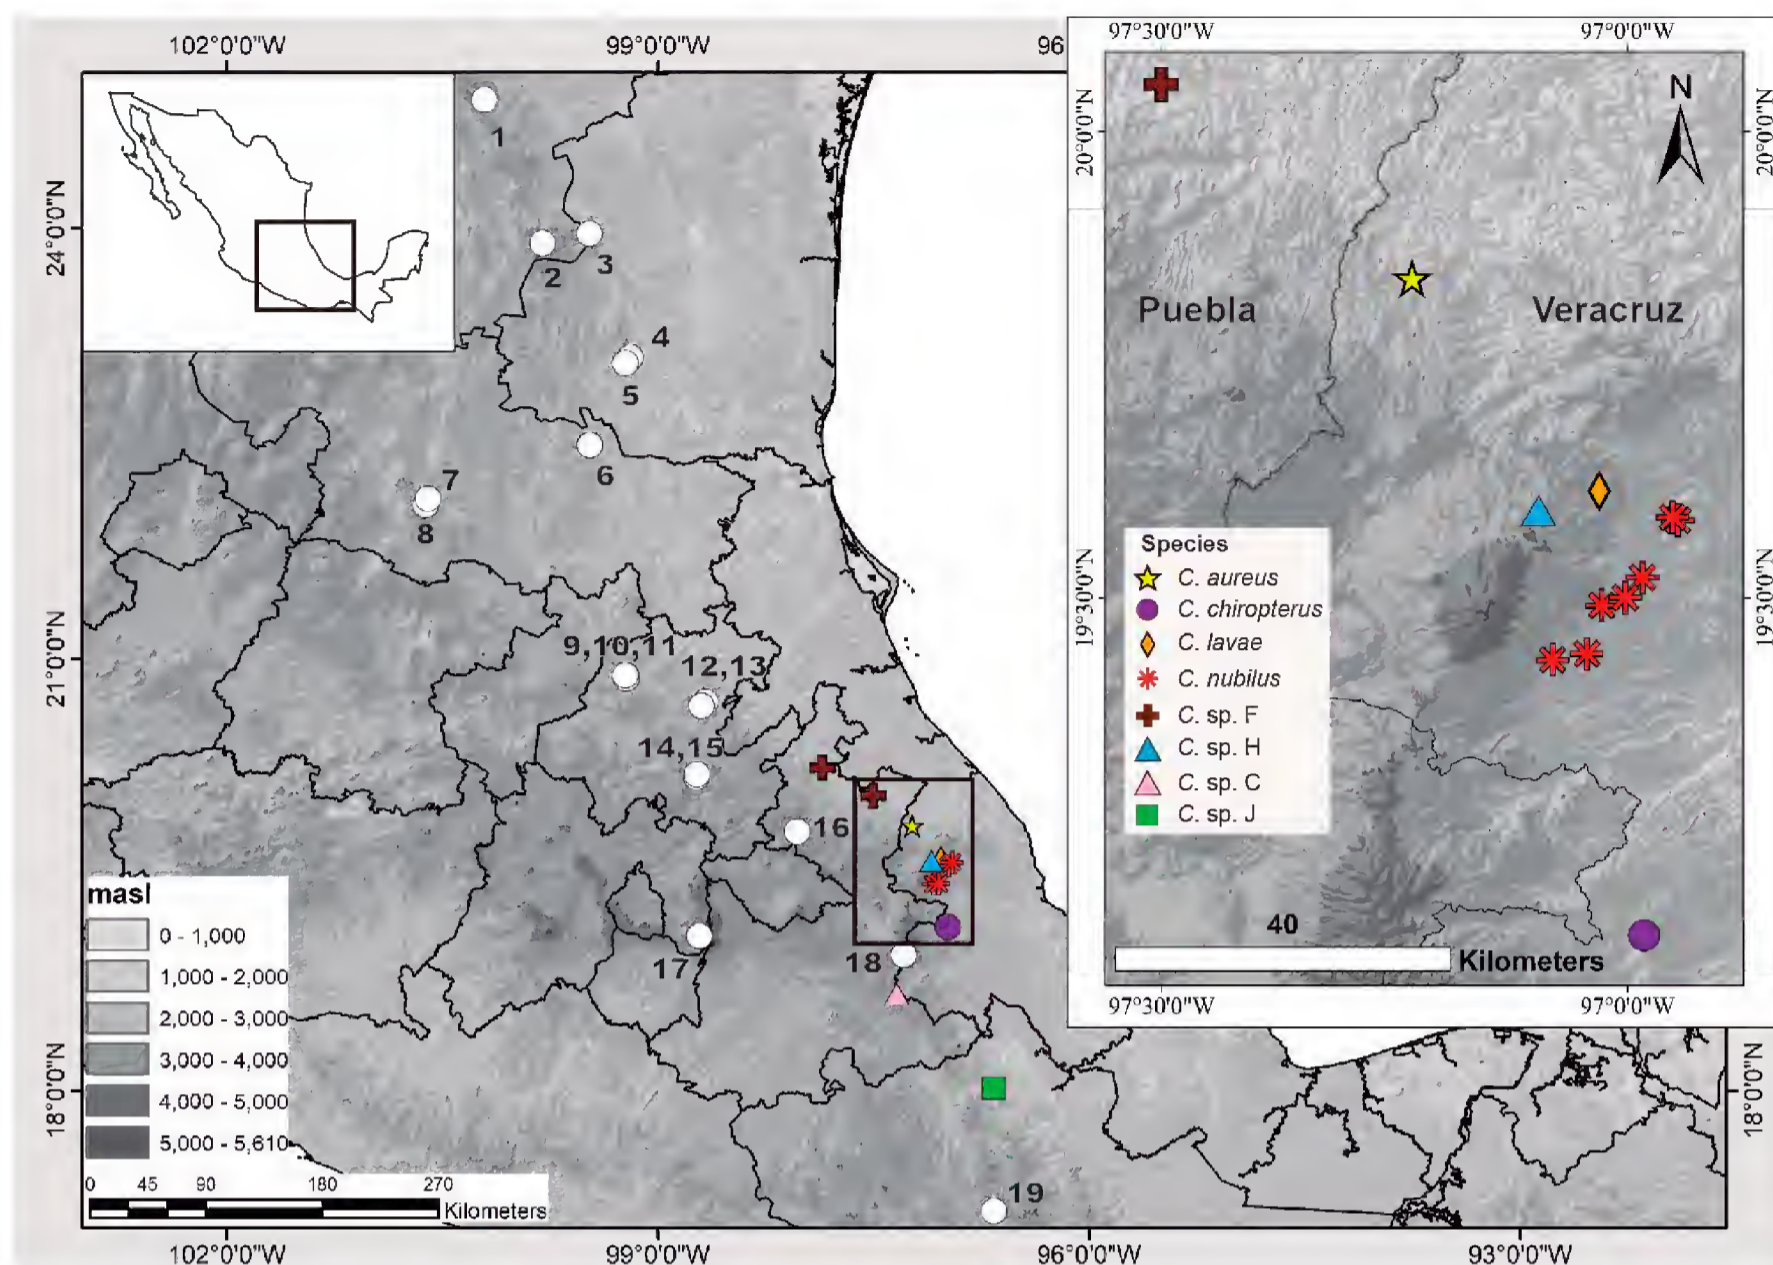 102°0'0"W
99°0'0"W
96
97°30'0"W
97°0'0"W
N
24°0'0"N
21°0'0"N
18°0'0"N
1
2
3
4
5
6
7
8
9,10,11
12,13
14,15
16
17
18
19
masl
0 - 1,000
1,000 - 2,000
2,000 - 3,000
3,000 - 4,000
4,000 - 5,000
5,000 - 5,610
0 45 90 180 270
Kilometers
20°0'0"N
19°30'0"N
Puebla
Veracruz
Species
C. aureus
C. chiropterus
C. lavae
C. nubilus
C. sp. F
C. sp. H
C. sp. C
C. sp. J
40
Kilometers
20°0'0"N
19°30'0"N
97°30'0"W
97°0'0"W
18°0'0"N
102°0'0"W
99°0'0"W
96°0'0"W
93°0'0"W